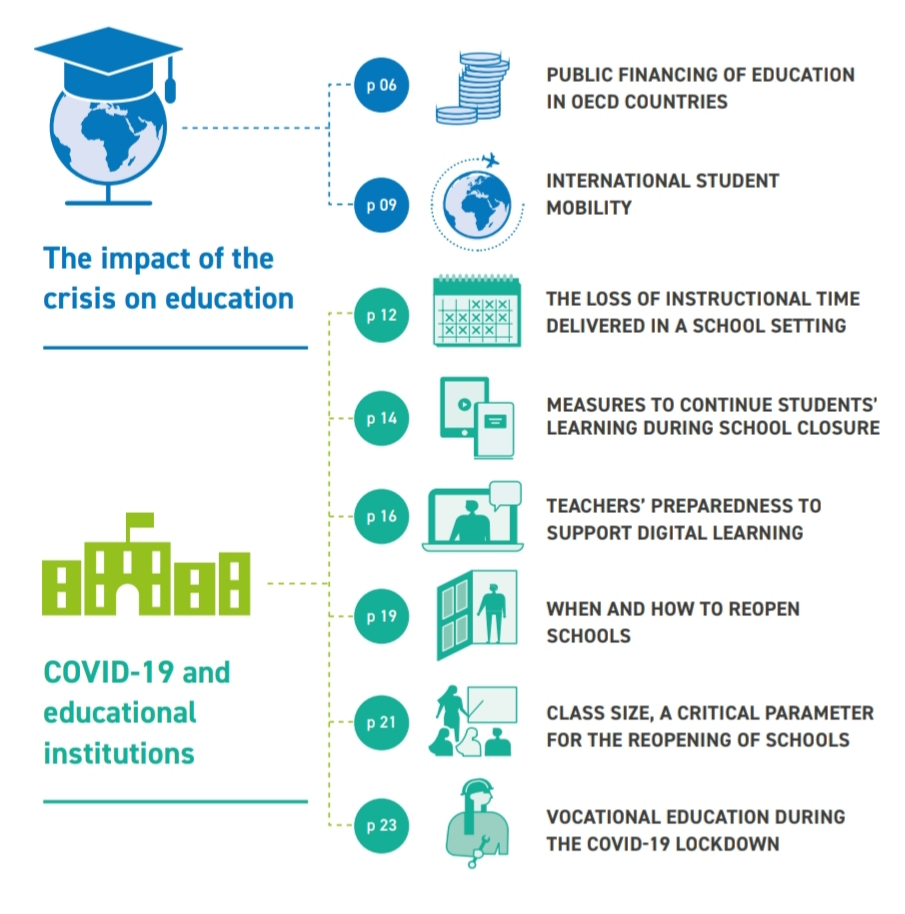 The impact of the
crisis on education
p 06
PUBLIC FINANCING OF EDUCATION
IN OECD COUNTRIES
p 09
INTERNATIONAL STUDENT
MOBILITY
COVID-19 and
educational
institutions
p 12
THE LOSS OF INSTRUCTIONAL TIME
DELIVERED IN A SCHOOL SETTING
p 14
MEASURES TO CONTINUE STUDENTS’
LEARNING DURING SCHOOL CLOSURE
p 16
TEACHERS’ PREPAREDNESS TO
SUPPORT DIGITAL LEARNING
p 19
WHEN AND HOW TO REOPEN
SCHOOLS
p 21
CLASS SIZE, A CRITICAL PARAMETER
FOR THE REOPENING OF SCHOOLS
p 23
VOCATIONAL EDUCATION DURING
THE COVID-19 LOCKDOWN